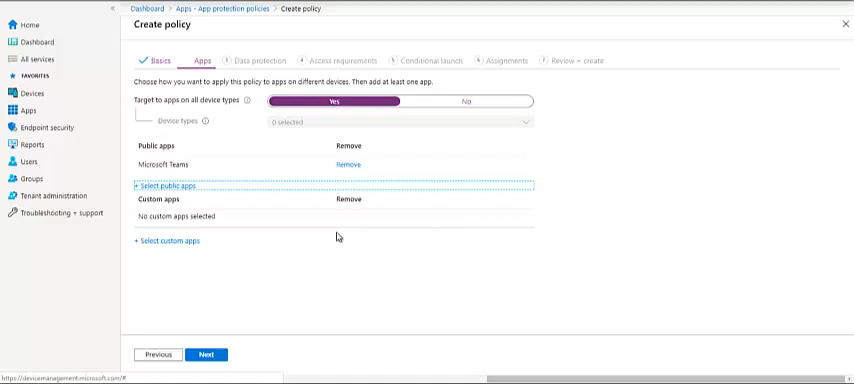 Dashboard > Apps - App protection policies > Create policy
Create policy
Home
Dashboard
All services
FAVORITES
Devices
Apps
Endpoint security
Reports
Users
Groups
Tenant administration
Troubleshooting + support
Basics Apps 3 Data protection 4 Access requirements 5 Conditional launch 6 Assignments 7 Review + create
Choose how you want to apply this policy to apps on different devices. Then add at least one app.
Target to apps on all device types Yes No
Device types 0 selected
Public apps Remove
Microsoft Teams Remove
+ Select public apps
Custom apps Remove
No custom apps selected
+ Select custom apps
Previous Next
https://devicemanagement.microsoft.com/#